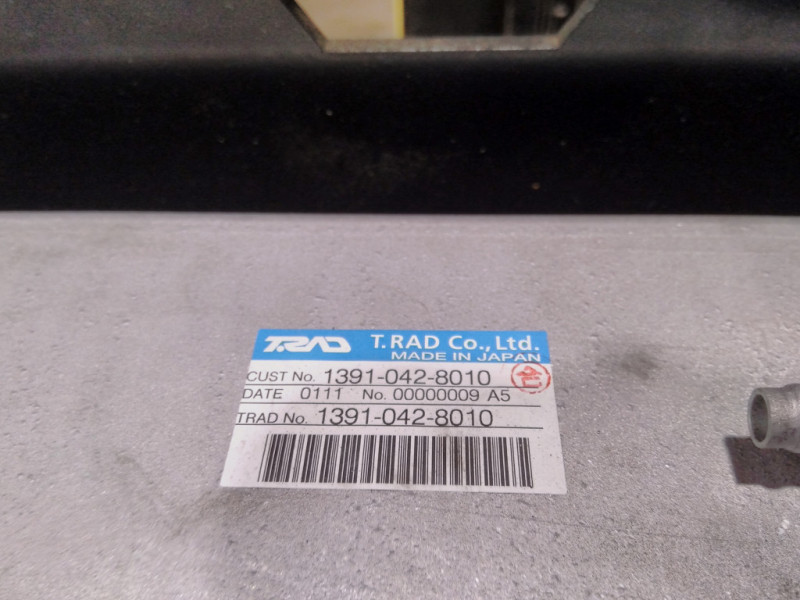 T.RAD T.RAD Co.,Ltd.
MADE IN JAPAN
CUST No. 1391-042-8010
DATE 0111 No. 00000009 A5
TRAD No. 1391-042-8010